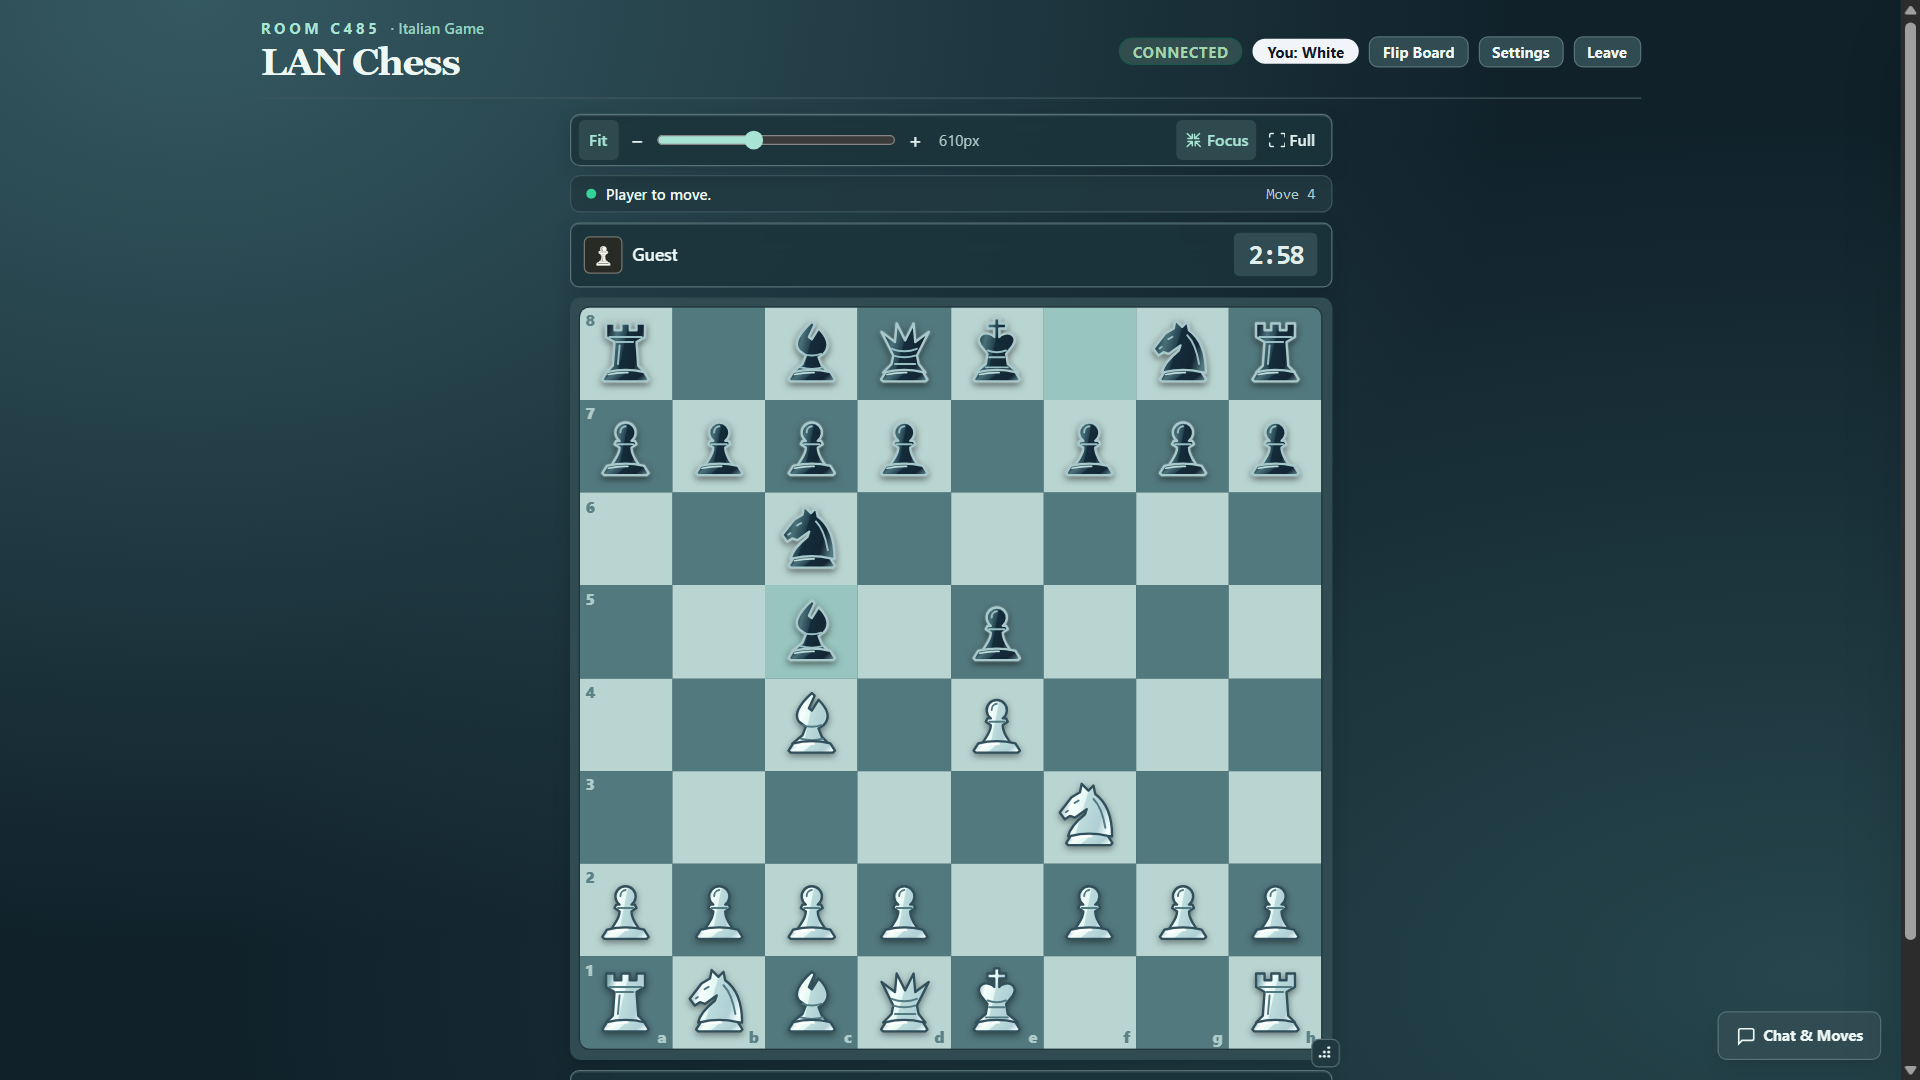 ROOM C485 · Italian Game
LAN Chess
CONNECTED
You: White
Flip Board
Settings
Leave
Fit
−
+
610px
Focus
Full
Player to move.
Move 4
Guest
2:58
8
7
6
5
4
3
2
1
a b c d e f g h
Chat & Moves